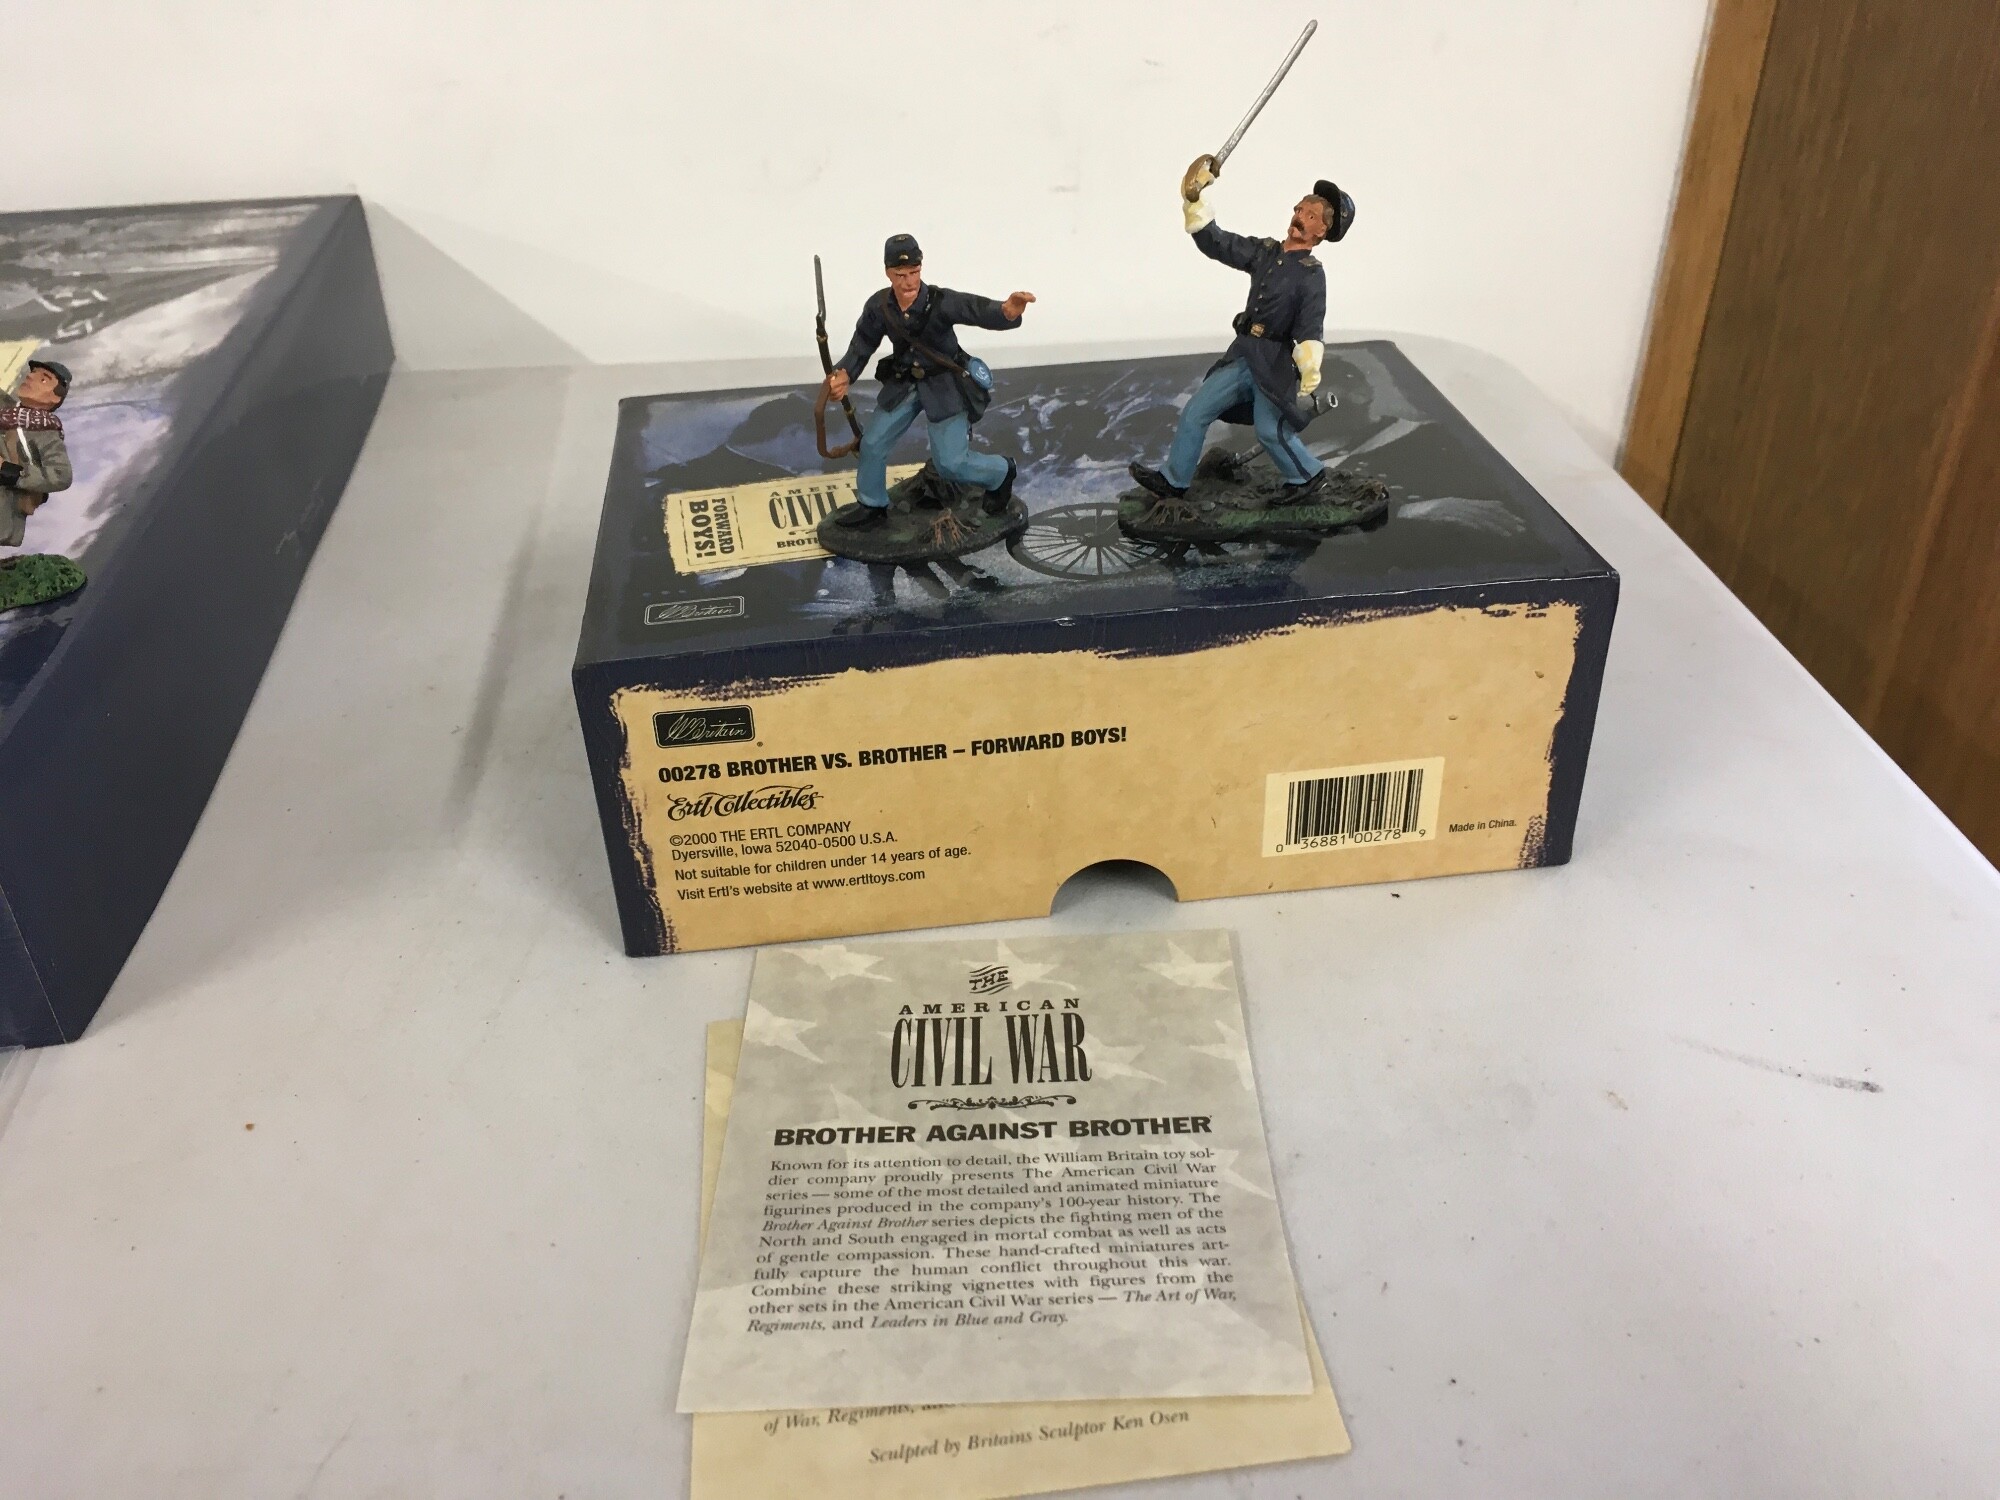 FORWARD
BOYS!
AMERI
CIVIL
BROTH
W.Britain
W.Britain
00278 BROTHER VS. BROTHER – FORWARD BOYS!
Ertl Collectibles
©2000 THE ERTL COMPANY
Dyersville, Iowa 52040-0500 U.S.A.
Not suitable for children under 14 years of age.
Visit Ertl's website at www.ertltoys.com
0 36881 00278 9
Made in China.
THE
AMERICAN
CIVIL WAR
BROTHER AGAINST BROTHER
Known for its attention to detail, the William Britain toy sol-
dier company proudly presents The American Civil War
series — some of the most detailed and animated miniature
figurines produced in the company's 100-year history. The
Brother Against Brother series depicts the fighting men of the
North and South engaged in mortal combat as well as acts
of gentle compassion. These hand-crafted miniatures art-
fully capture the human conflict throughout this war.
Combine these striking vignettes with figures from the
other sets in the American Civil War series — The Art of War,
Regiments, and Leaders in Blue and Gray.
of War, Regiments,
Sculpted by Britains Sculptor Ken Osen